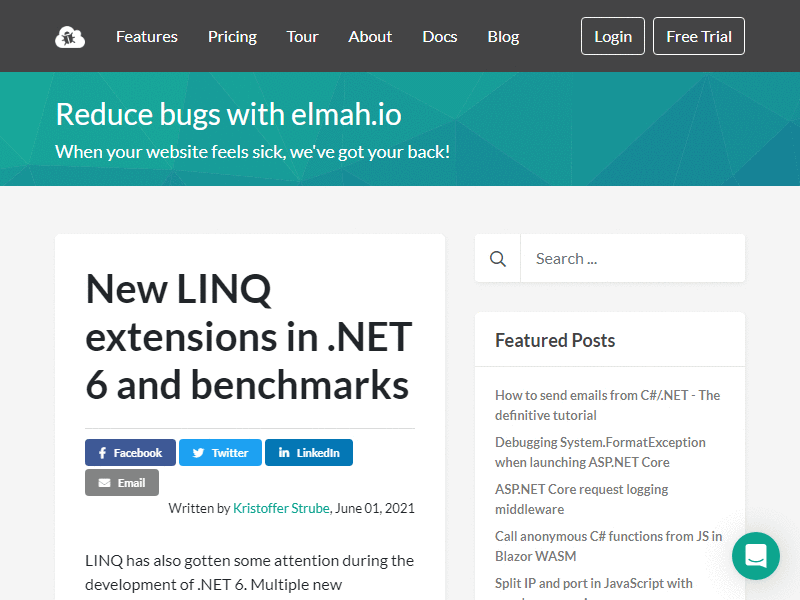 Features Pricing Tour About Docs Blog Login Free Trial
Reduce bugs with elmah.io
When your website feels sick, we've got your back!
New LINQ
extensions in .NET
6 and benchmarks
Facebook Twitter LinkedIn
Email
Written by Kristoffer Strube, June 01, 2021
LINQ has also gotten some attention during the
development of .NET 6. Multiple new
Search ...
Featured Posts
How to send emails from C#/.NET - The
definitive tutorial
Debugging System.FormatException
when launching ASP.NET Core
ASP.NET Core request logging
middleware
Call anonymous C# functions from JS in
Blazor WASM
Split IP and port in JavaScript with